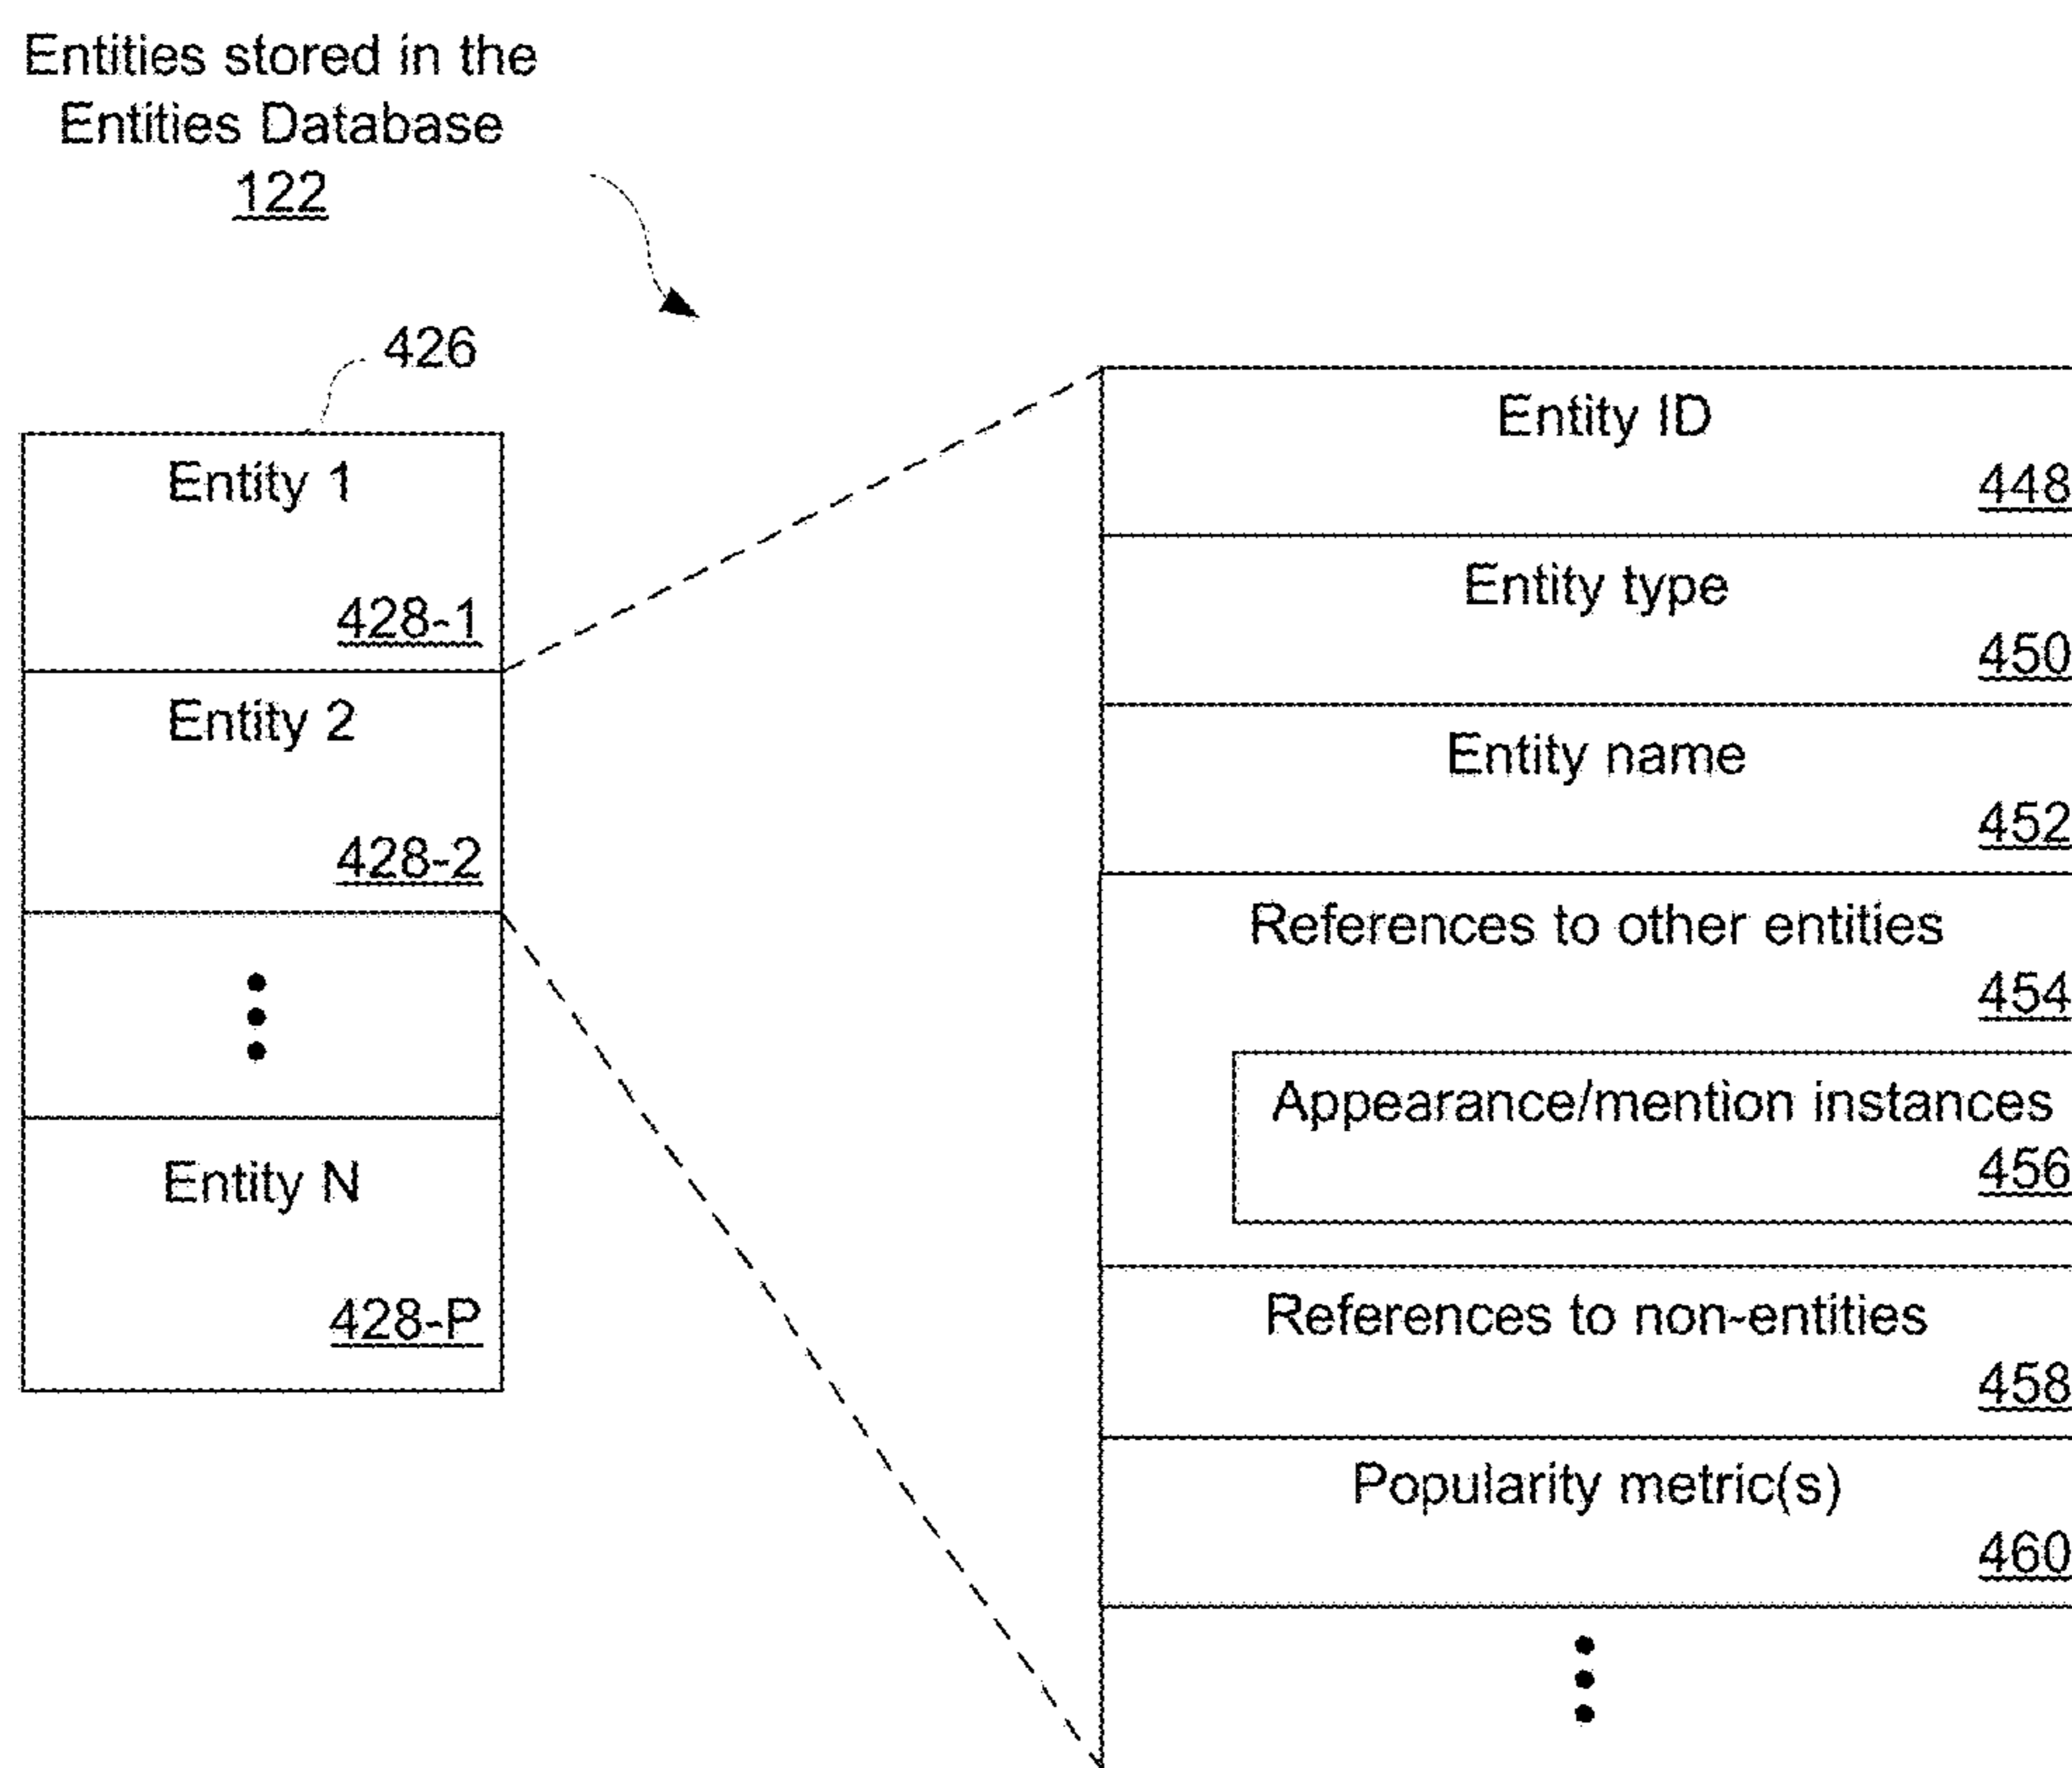 Entities stored in the
Entities Database
122
426
Entity 1
428-1
Entity 2
428-2
Entity N
428-P
Entity ID
448
Entity type
450
Entity name
452
References to other entities
454
Appearance/mention instances
456
References to non-entities
458
Popularity metric(s)
460